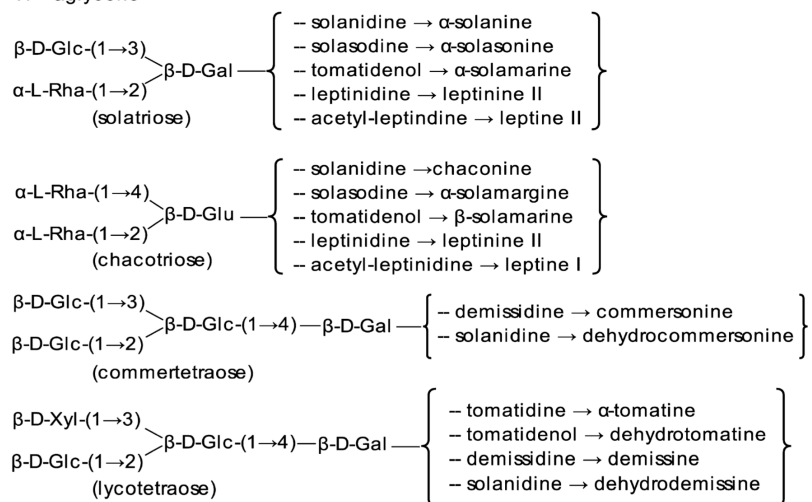 β-D-Glc-(1→3)
α-L-Rha-(1→2)
β-D-Gal
(solatriose)
-- solanidine → α-solanine
-- solasodine → α-solasonine
-- tomatidenol → α-solamarine
-- leptinidine → leptinine II
-- acetyl-leptindine → leptine II
α-L-Rha-(1→4)
α-L-Rha-(1→2)
β-D-Glu
(chacotriose)
-- solanidine →chaconine
-- solasodine → α-solamargine
-- tomatidenol → β-solamarine
-- leptinidine → leptinine II
-- acetyl-leptinidine → leptine I
β-D-Glc-(1→3)
β-D-Glc-(1→2)
β-D-Glc-(1→4)—β-D-Gal
(commertetraose)
-- demissidine → commersonine
-- solanidine → dehydrocommersonine
β-D-Xyl-(1→3)
β-D-Glc-(1→2)
β-D-Glc-(1→4)—β-D-Gal
(lycotetraose)
-- tomatidine → α-tomatine
-- tomatidenol → dehydrotomatine
-- demissidine → demissine
-- solanidine → dehydrodemissine